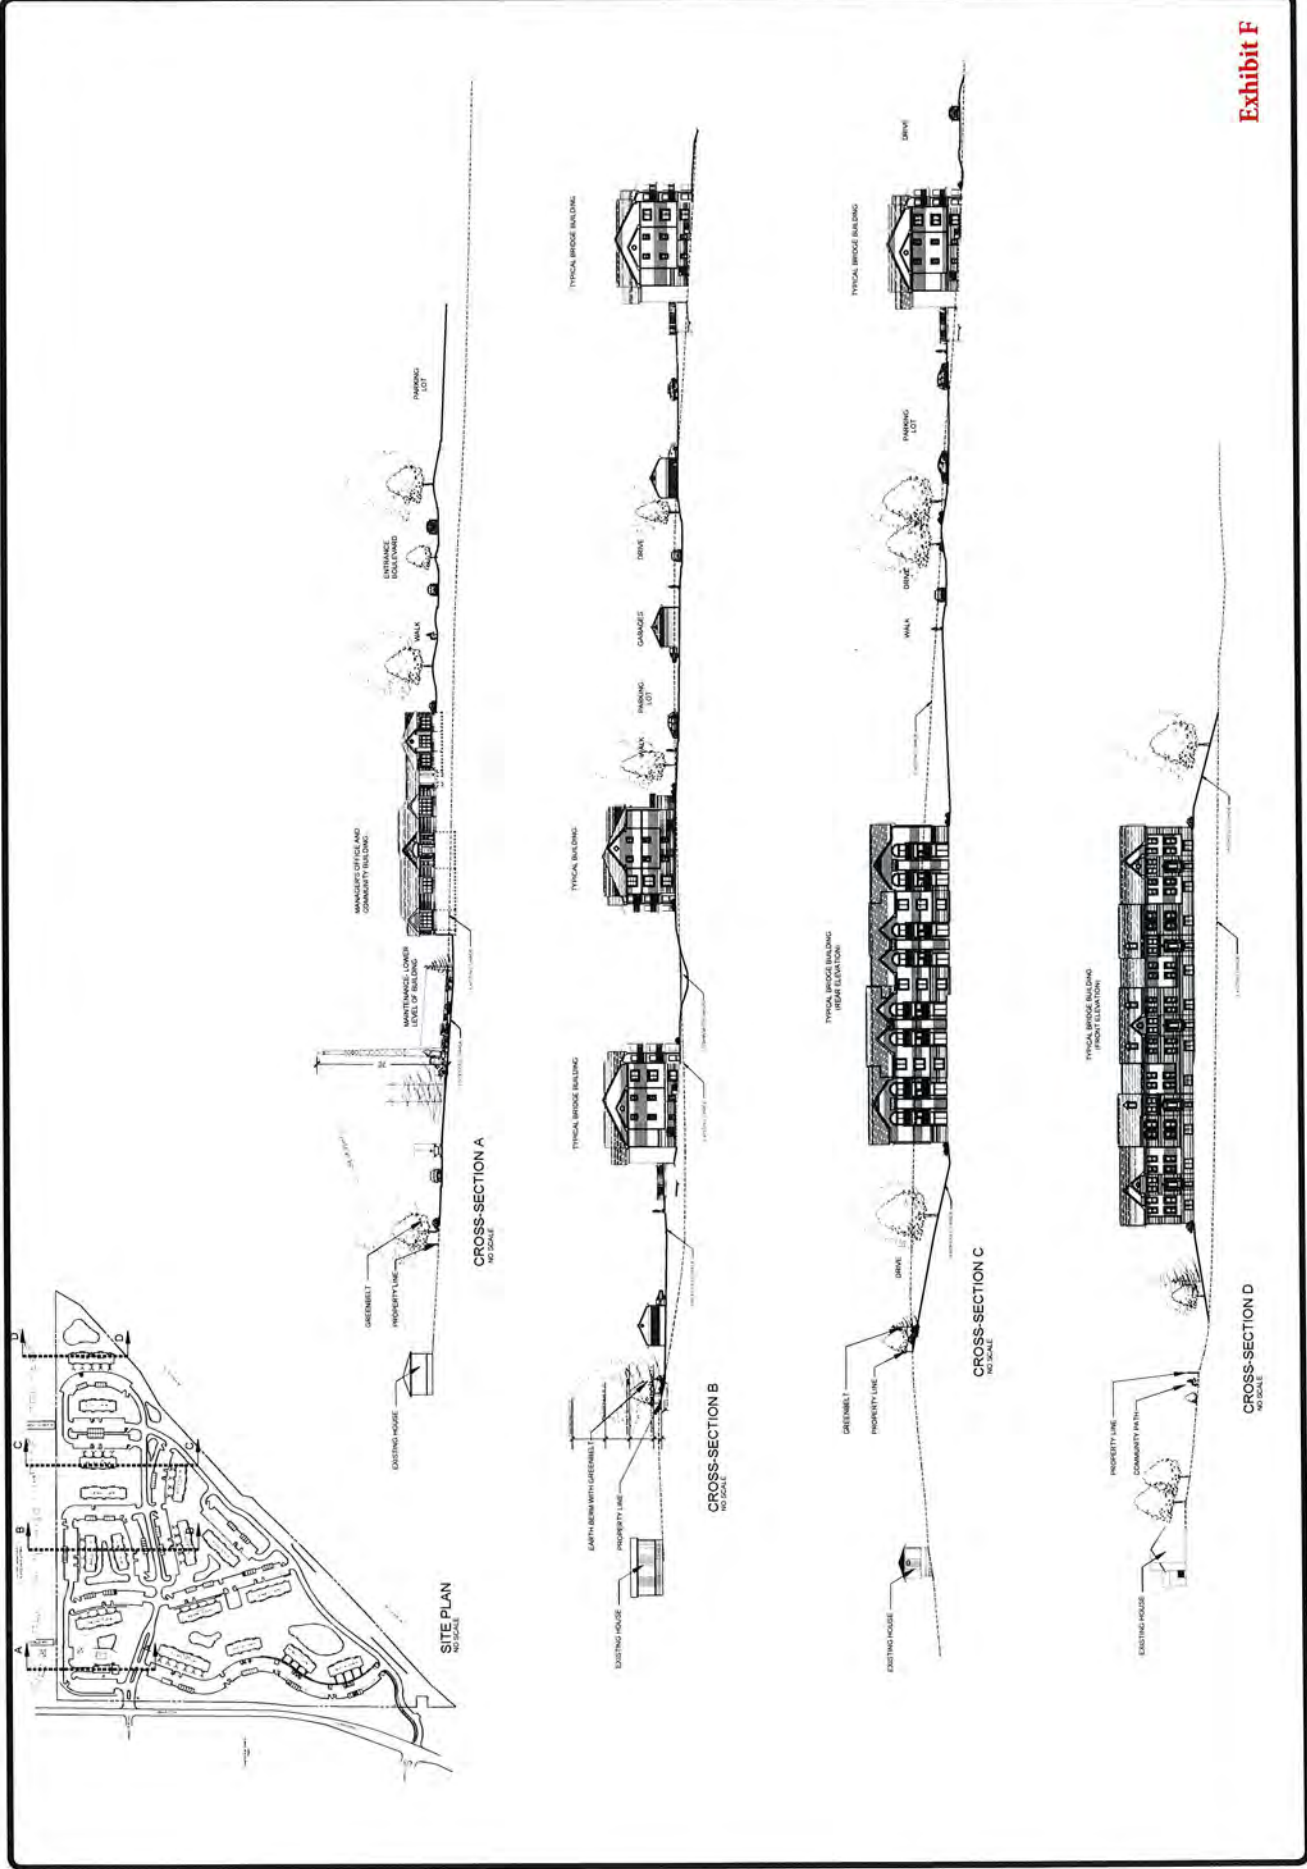 Exhibit F
A
B
C
D
A
B
C
D
SITE PLAN
NO SCALE
EXISTING HOUSE
PROPERTY LINE
GREENBELT
MAINTENANCE- LOWER
LEVEL OF BUILDING
MANAGER'S OFFICE AND
COMMUNITY BUILDING
WALK
ENTRANCE
BOULEVARD
PARKING
LOT
CROSS-SECTION A
NO SCALE
EXISTING HOUSE
PROPERTY LINE
EARTH BERM WITH GREENBELT
TYPICAL BRIDGE BUILDING
TYPICAL BUILDING
WALK
PARKING
LOT
GARAGES
DRIVE
TYPICAL BRIDGE BUILDING
CROSS-SECTION B
NO SCALE
EXISTING HOUSE
PROPERTY LINE
GREENBELT
DRIVE
TYPICAL BRIDGE BUILDING
(REAR ELEVATION)
WALK
DRIVE
PARKING
LOT
TYPICAL BRIDGE BUILDING
DRIVE
CROSS-SECTION C
NO SCALE
EXISTING HOUSE
COMMUNITY PATH
PROPERTY LINE
TYPICAL BRIDGE BUILDING
(FRONT ELEVATION)
CROSS-SECTION D
NO SCALE